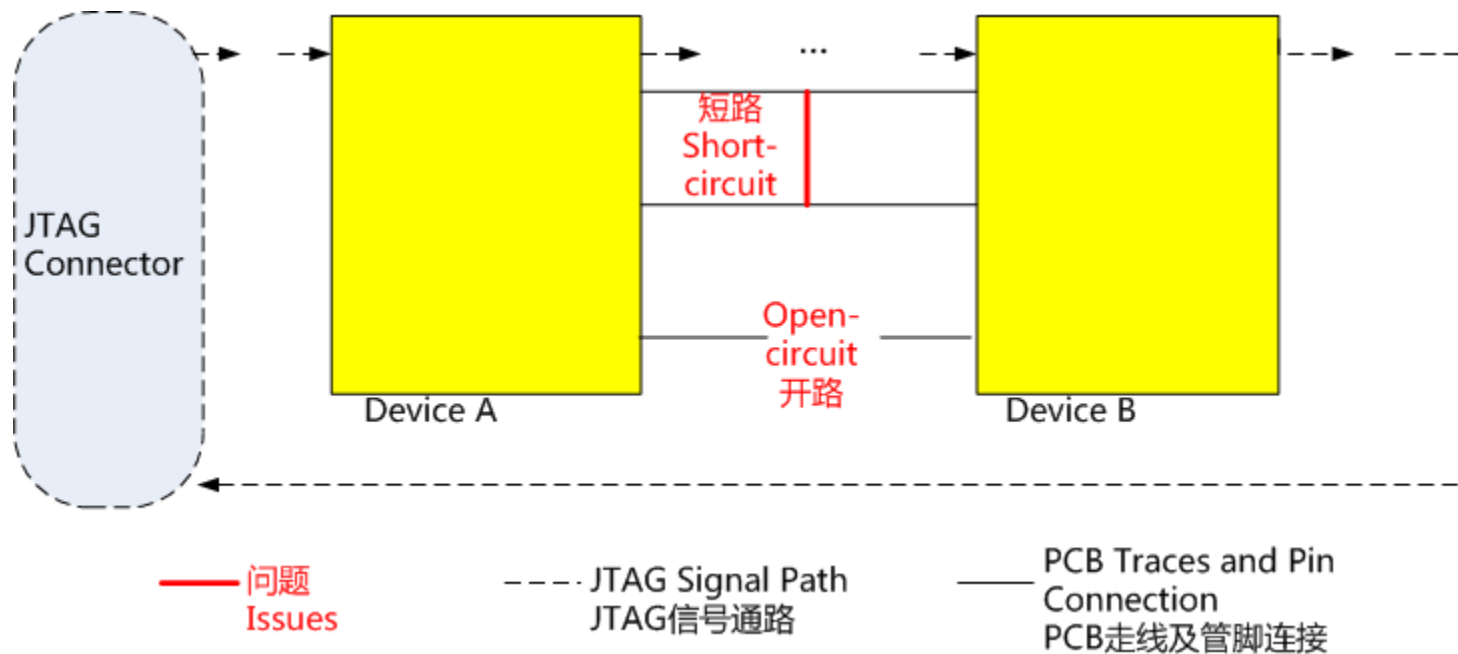 ...
短路
Short-
circuit
JTAG
Connector
Open-
circuit
开路
Device A
Device B
问题
Issues
JTAG Signal Path
JTAG信号通路
PCB Traces and Pin
Connection
PCB走线及管脚连接